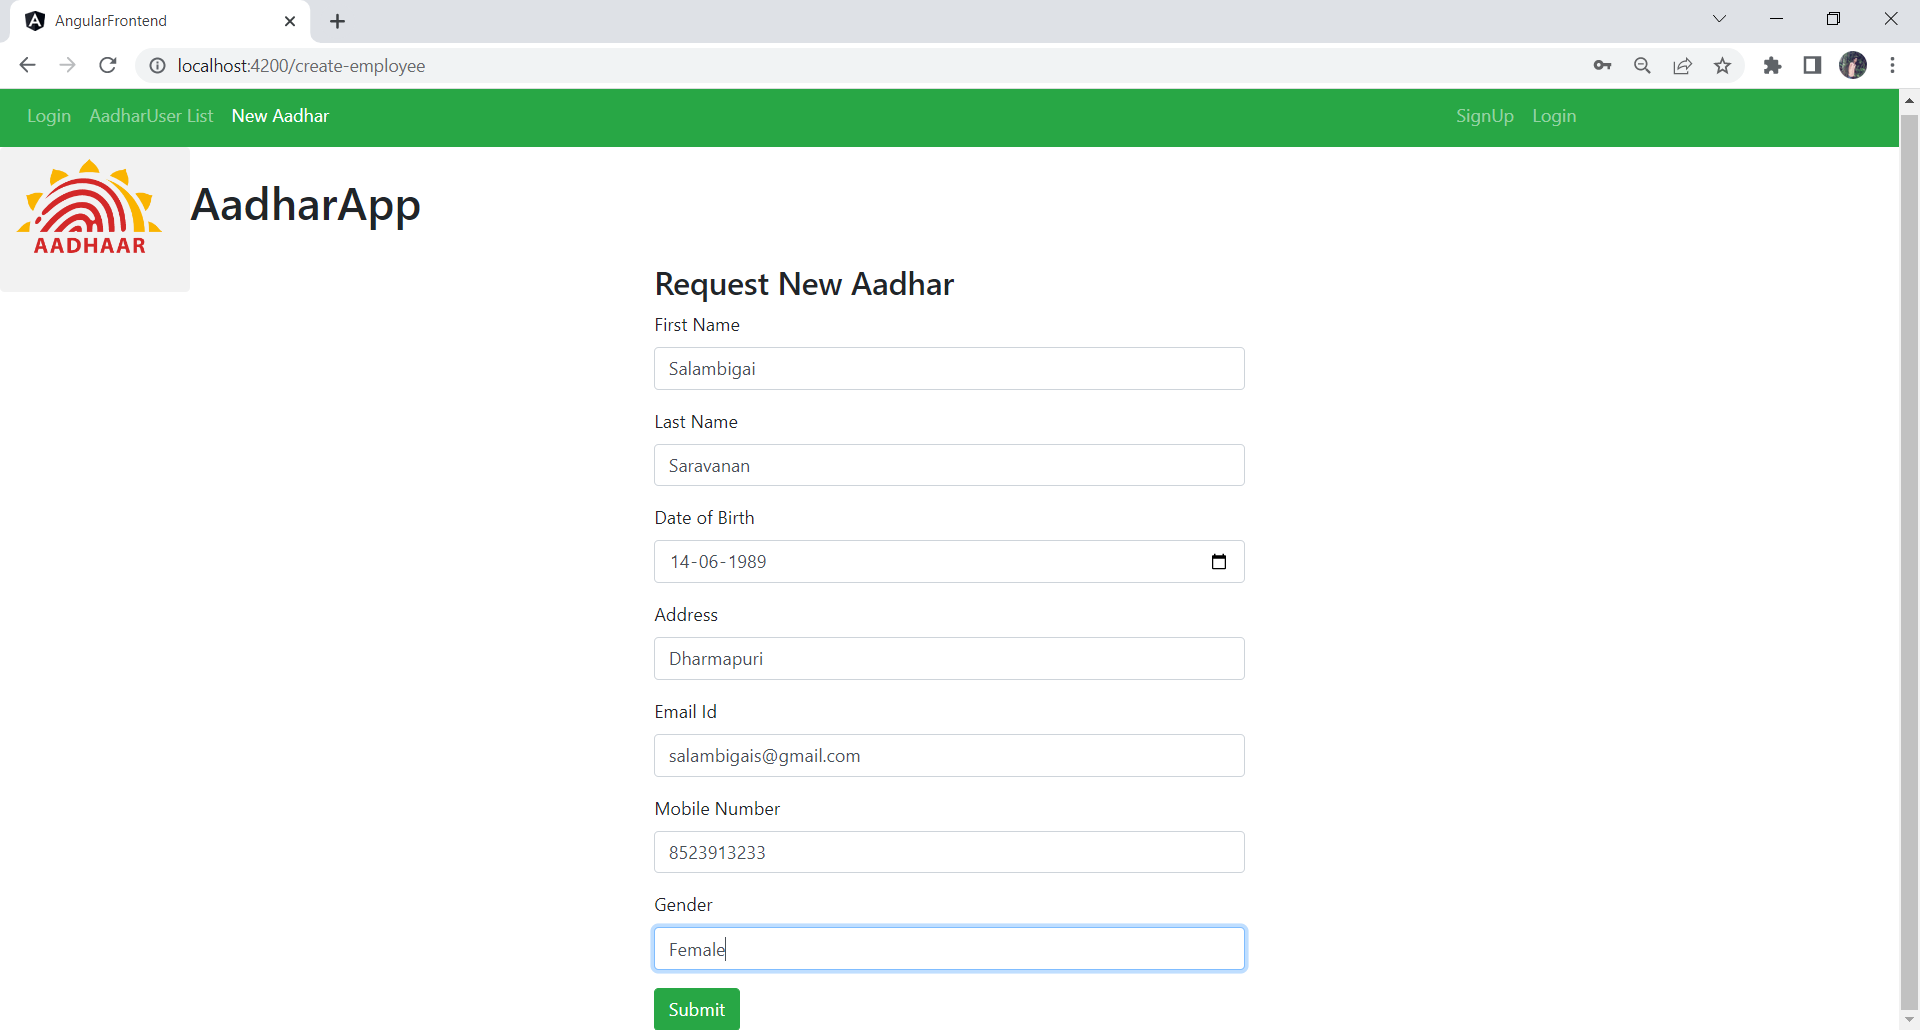 AngularFrontend
localhost:4200/create-employee
Login AadharUser List New Aadhar SignUp Login
AADHAAR
AadharApp
Request New Aadhar
First Name
Salambigai
Last Name
Saravanan
Date of Birth
14-06-1989
Address
Dharmapuri
Email Id
salambigais@gmail.com
Mobile Number
8523913233
Gender
Female
Submit